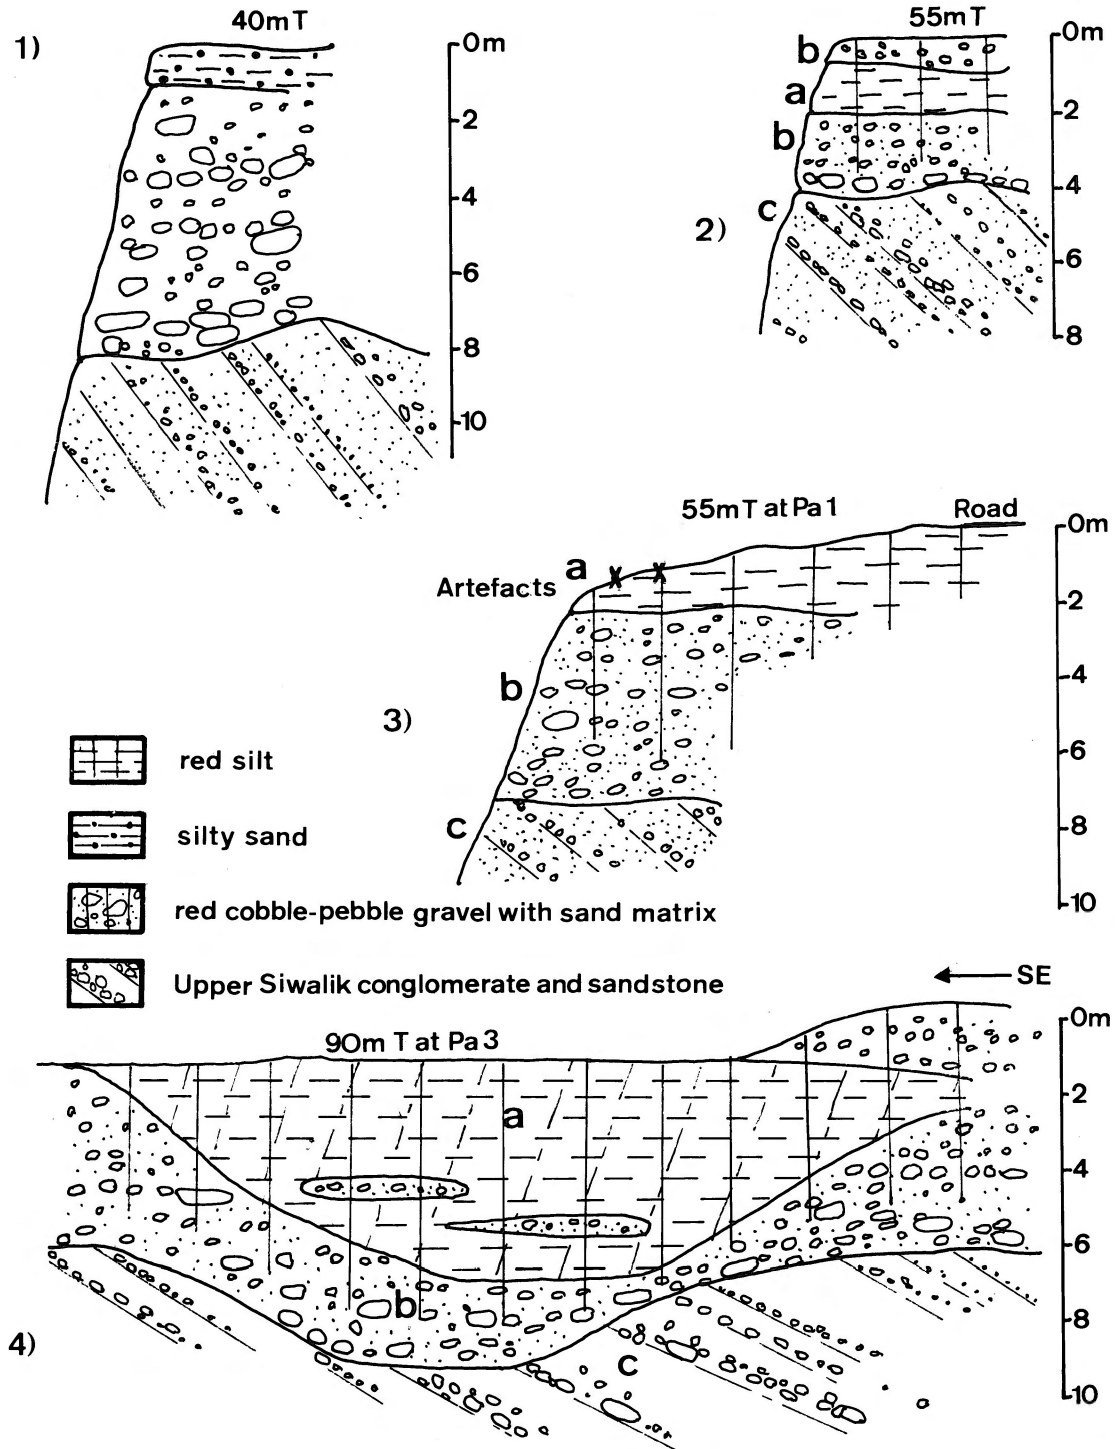 1)
40m T
0m
2
4
6
8
10
2)
55m T
0m
2
4
6
8
b
a
b
c
3)
55m T at Pa 1
Road
0m
2
4
6
8
10
a
Artefacts
b
c
red silt
silty sand
red cobble-pebble gravel with sand matrix
Upper Siwalik conglomerate and sandstone
SE
4)
90m T at Pa 3
0m
2
4
6
8
10
a
b
c